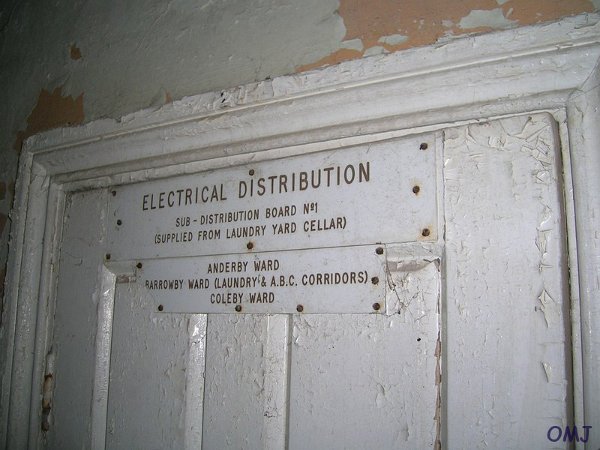 ELECTRICAL DISTRIBUTION
SUB - DISTRIBUTION BOARD Nº1
(SUPPLIED FROM LAUNDRY YARD CELLAR)
ANDERBY WARD
BARROWBY WARD (LAUNDRY & A.B.C. CORRIDORS)
COLEBY WARD
OMJ